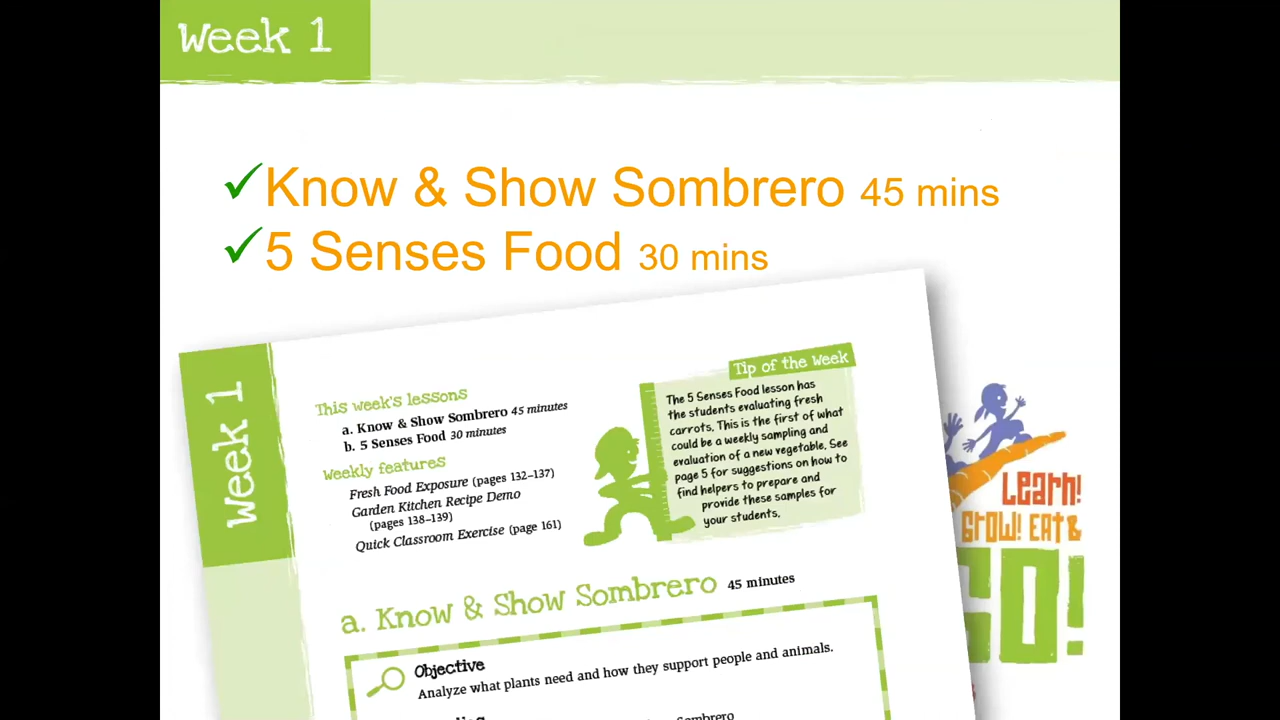 Week 1
✓Know & Show Sombrero 45 mins
✓5 Senses Food 30 mins
Week 1
This week's lessons
a. Know & Show Sombrero 45 minutes
b. 5 Senses Food 30 minutes
Weekly features
Fresh Food Exposure (pages 132–137)
Garden Kitchen Recipe Demo
(pages 138–139)
Quick Classroom Exercise (page 161)
Tip of the Week
The 5 Senses Food lesson has
the students evaluating fresh
carrots. This is the first of what
could be a weekly sampling and
evaluation of a new vegetable. See
page 5 for suggestions on how to
find helpers to prepare and
provide these samples for
your students.
Learn!
Grow! Eat &
GO!
a. Know & Show Sombrero 45 minutes
Objective
Analyze what plants need and how they support people and animals.
Sombrero